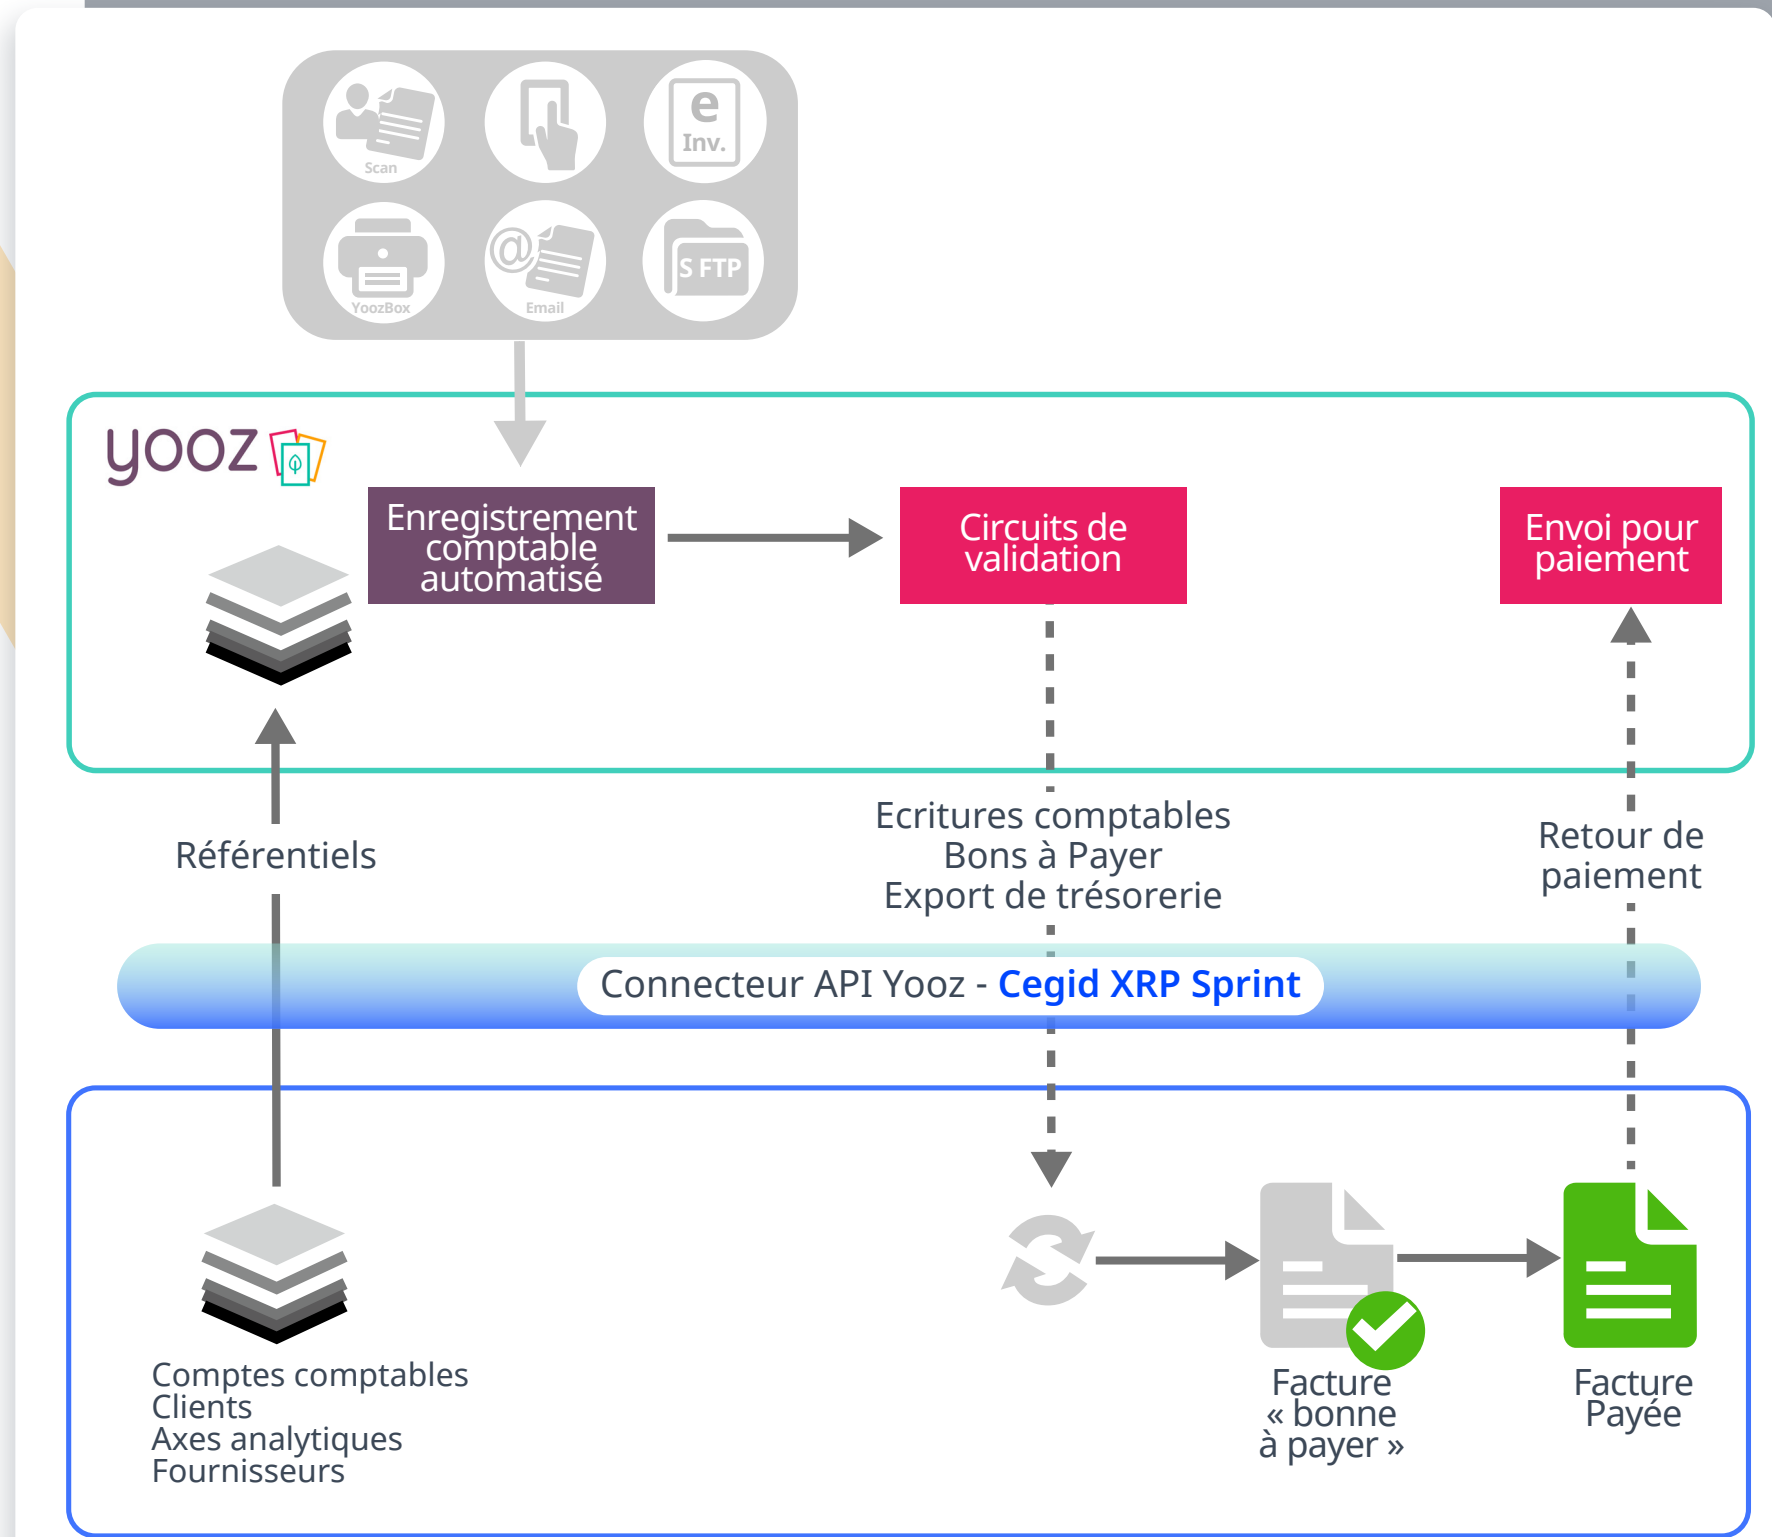 Scan
e
Inv.
YoozBox
@
Email
S FTP
yooz
Enregistrement
comptable
automatisé
Circuits de
validation
Envoi pour
paiement
Référentiels
Ecritures comptables
Bons à Payer
Export de trésorerie
Retour de
paiement
Connecteur API Yooz - Cegid XRP Sprint
Comptes comptables
Clients
Axes analytiques
Fournisseurs
Facture
« bonne
à payer »
Facture
Payée